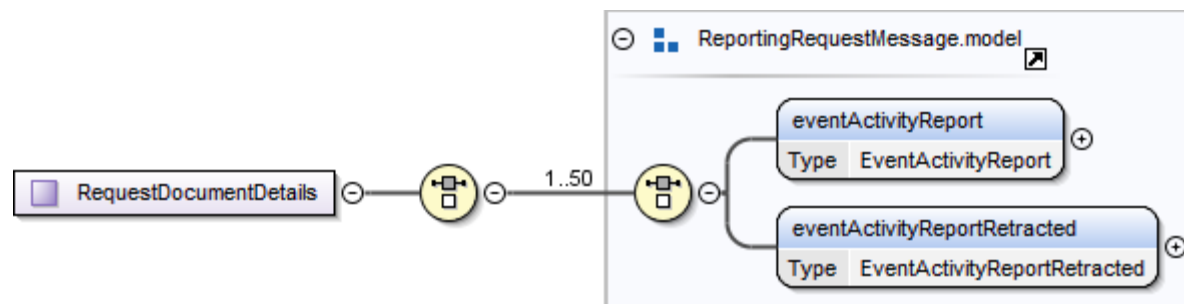 ReportingRequestMessage.model
eventActivityReport
Type EventActivityReport
RequestDocumentDetails
1..50
eventActivityReportRetracted
Type EventActivityReportRetracted